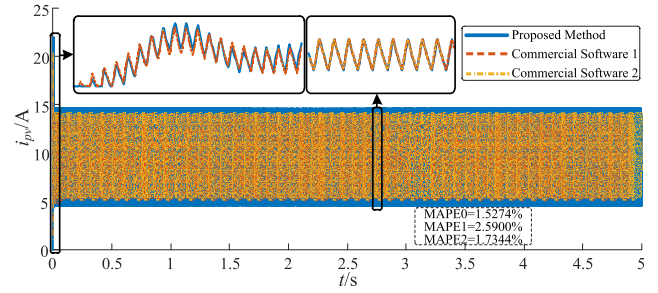 Proposed Method
Commercial Software 1
Commercial Software 2
i_pv/A
25
20
15
10
5
0
MAPE0=1.5274%
MAPE1=2.5900%
MAPE2=1.7344%
0 0.5 1 1.5 2 2.5 3 3.5 4 4.5 5
t/s